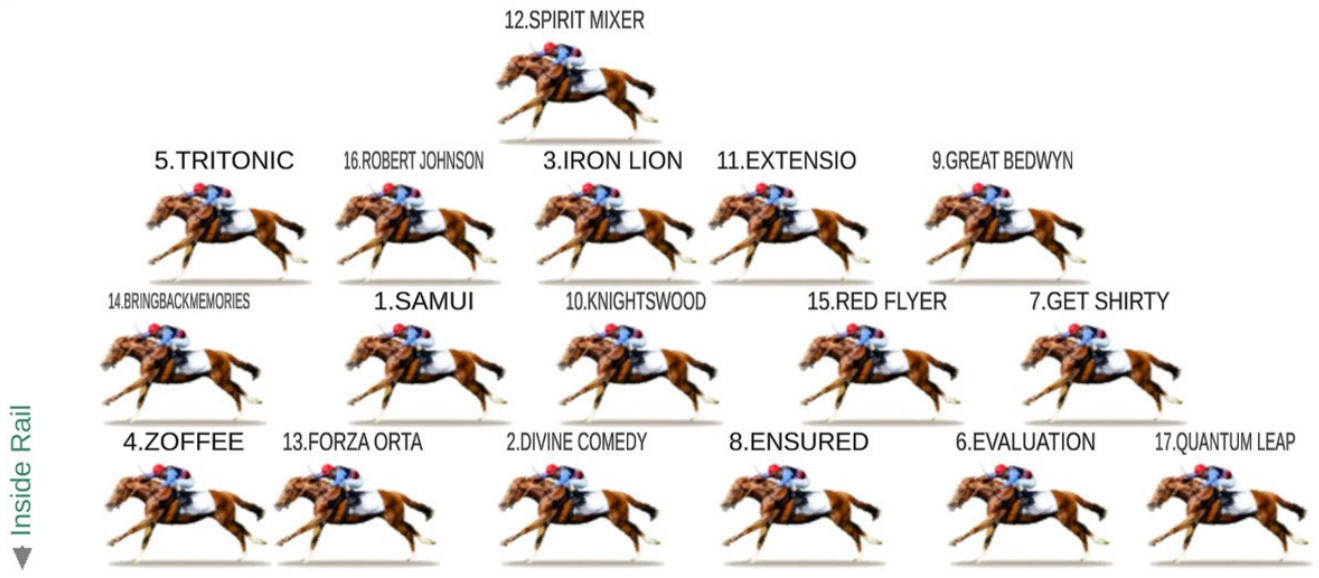 12.SPIRIT MIXER
5.TRITONIC 16.ROBERT JOHNSON 3.IRON LION 11.EXTENSIO 9.GREAT BEDWYN
14.BRINGBACKMEMORIES 1.SAMUI 10.KNIGHTSWOOD 15.RED FLYER 7.GET SHIRTY
4.ZOFFEE 13.FORZA ORTA 2.DIVINE COMEDY 8.ENSURED 6.EVALUATION 17.QUANTUM LEAP
Inside Rail